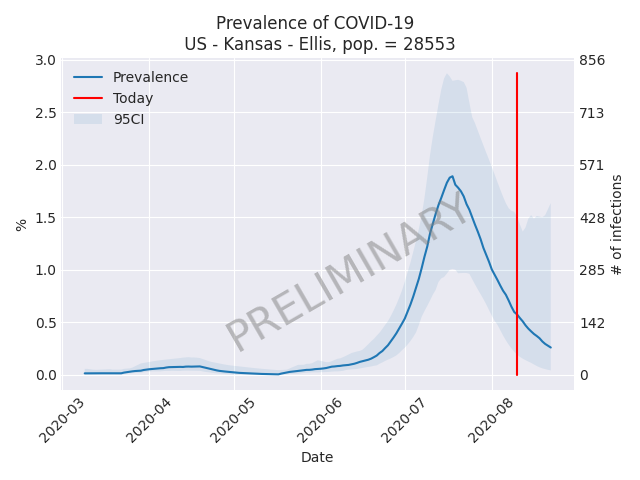 Prevalence of COVID-19
US - Kansas - Ellis, pop. = 28553
Prevalence
Today
95CI
PRELIMINARY
%
3.0
2.5
2.0
1.5
1.0
0.5
0.0
856
713
571
428
285
142
0
# of infections
2020-03
2020-04
2020-05
2020-06
2020-07
2020-08
Date